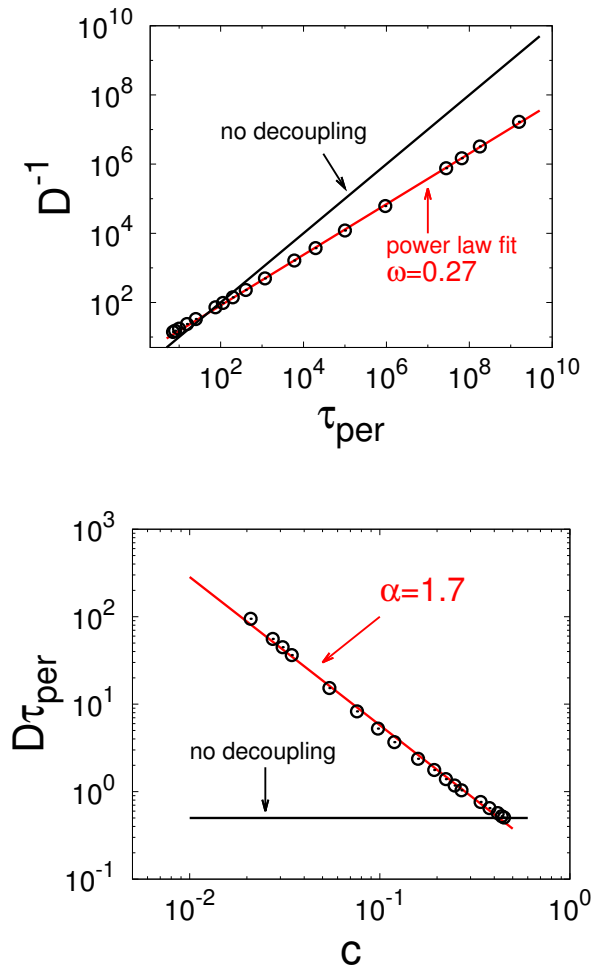 10^10
10^8
10^6
10^4
10^2
D^-1
no decoupling
power law fit
ω=0.27
10^2 10^4 10^6 10^8 10^10
τ_per
10^3
10^2
10^1
10^0
10^-1
Dτ_per
α=1.7
no decoupling
10^-2 10^-1 10^0
c